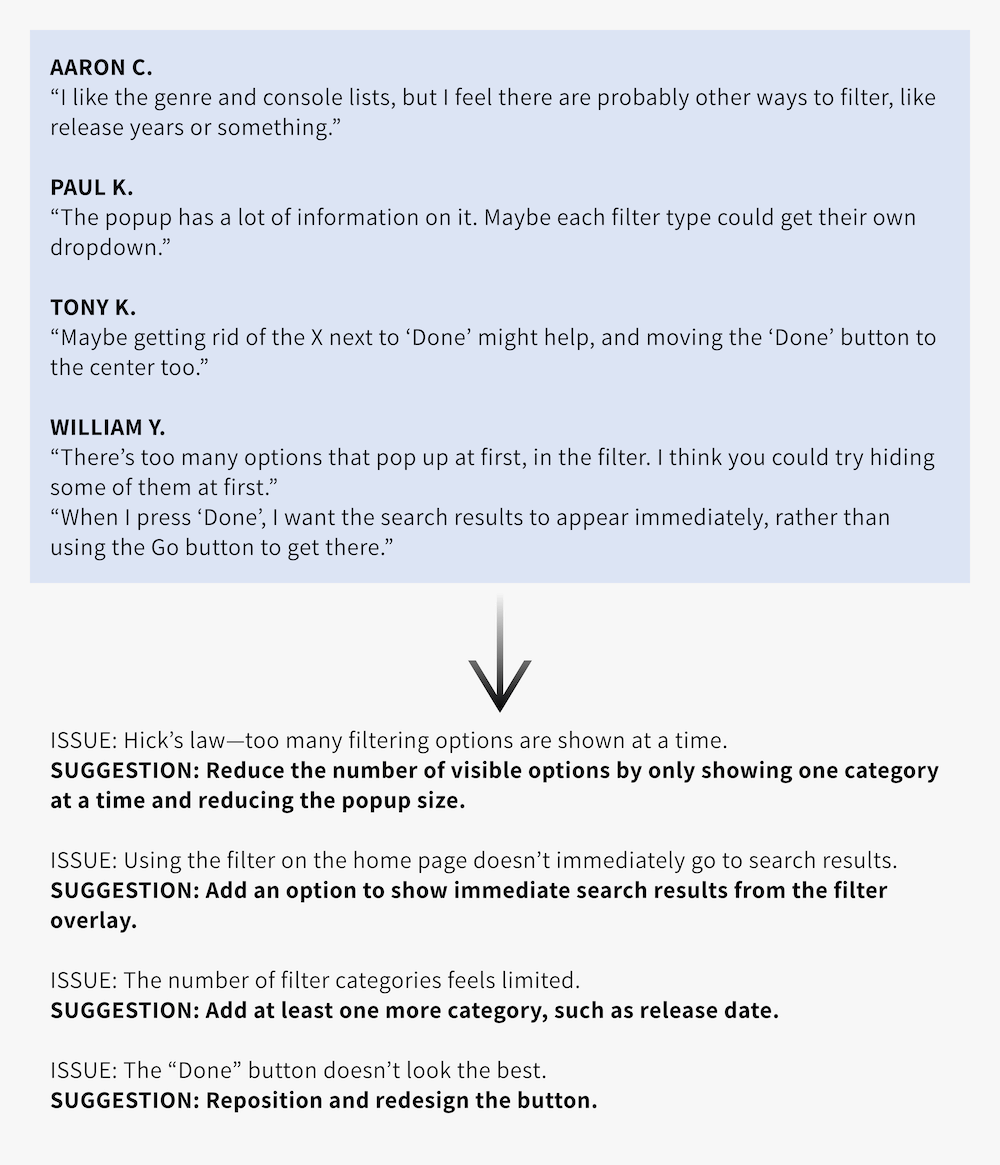 AARON C.
“I like the genre and console lists, but I feel there are probably other ways to filter, like
release years or something.”
PAUL K.
“The popup has a lot of information on it. Maybe each filter type could get their own
dropdown.”
TONY K.
“Maybe getting rid of the X next to ‘Done’ might help, and moving the ‘Done’ button to
the center too.”
WILLIAM Y.
“There’s too many options that pop up at first, in the filter. I think you could try hiding
some of them at first.”
“When I press ‘Done’, I want the search results to appear immediately, rather than
using the Go button to get there.”
ISSUE: Hick’s law—too many filtering options are shown at a time.
SUGGESTION: Reduce the number of visible options by only showing one category
at a time and reducing the popup size.
ISSUE: Using the filter on the home page doesn’t immediately go to search results.
SUGGESTION: Add an option to show immediate search results from the filter
overlay.
ISSUE: The number of filter categories feels limited.
SUGGESTION: Add at least one more category, such as release date.
ISSUE: The “Done” button doesn’t look the best.
SUGGESTION: Reposition and redesign the button.